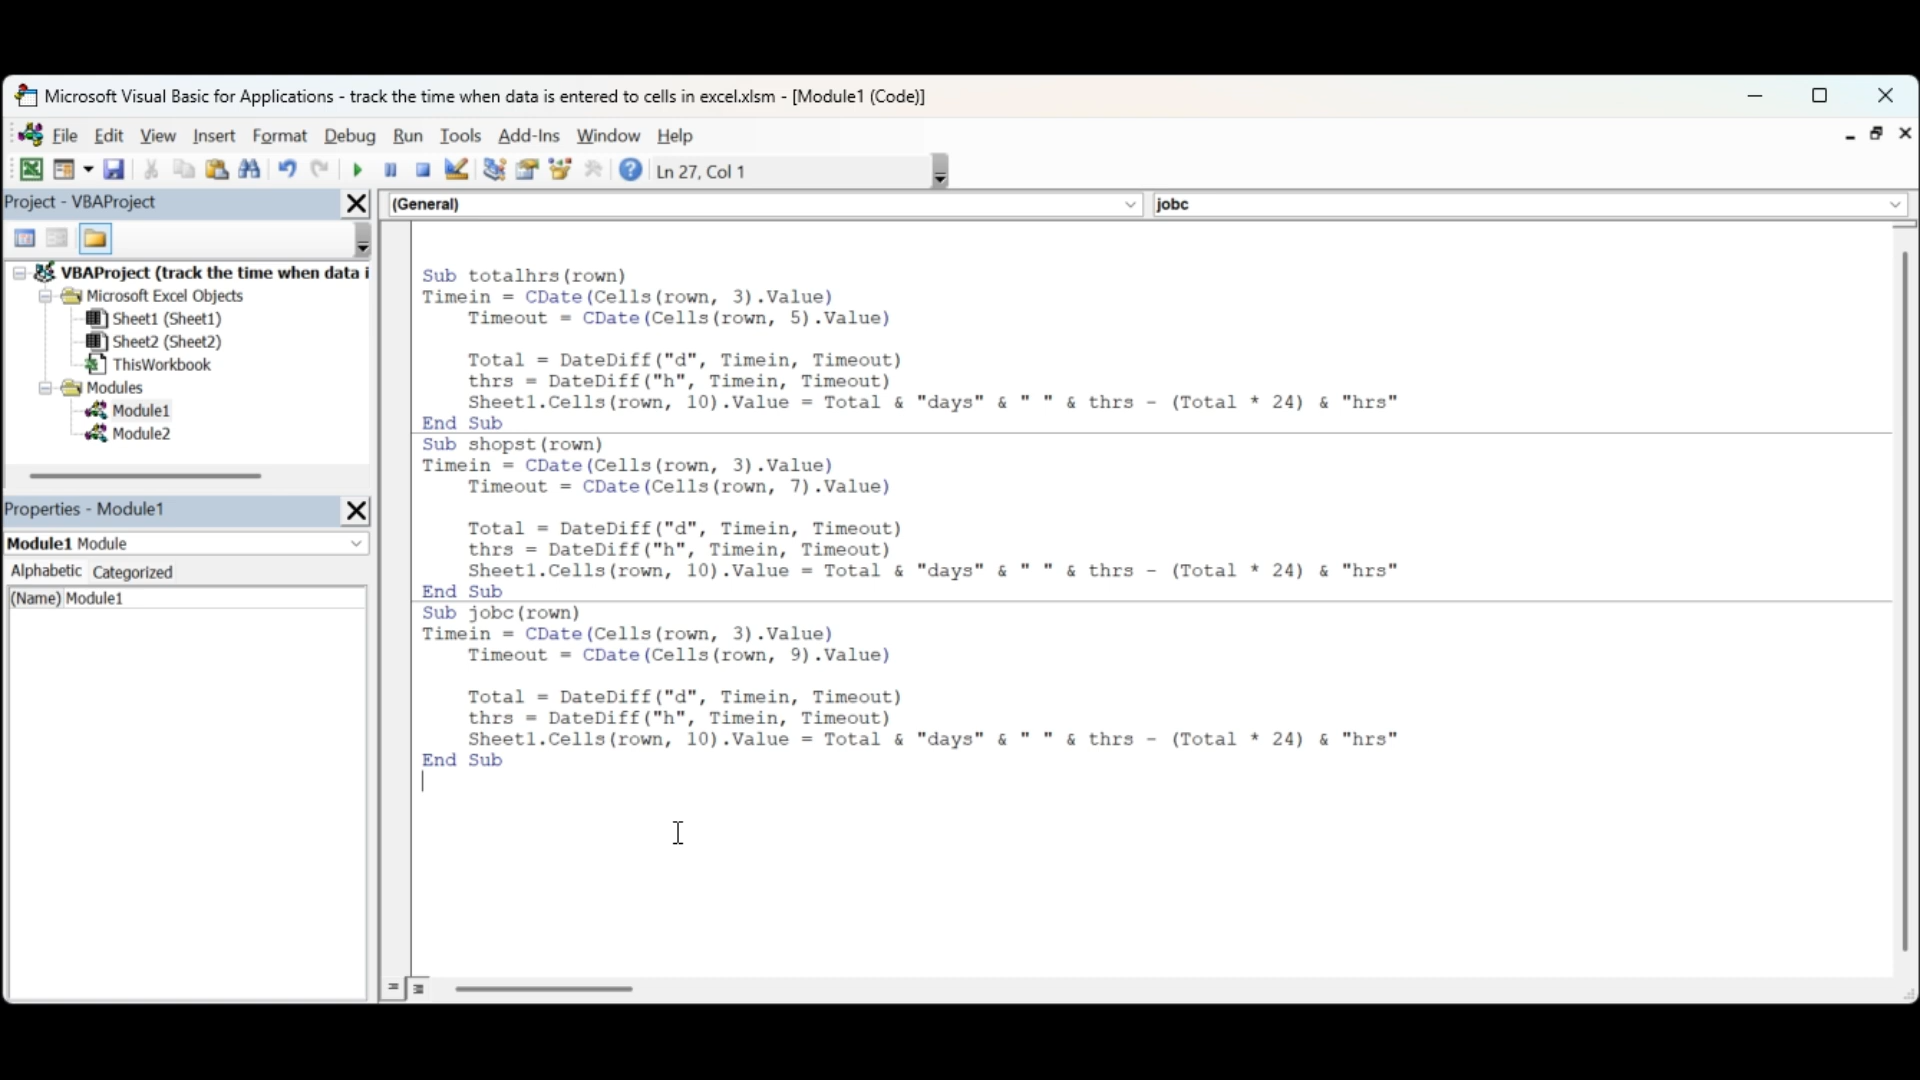 Microsoft Visual Basic for Applications - track the time when data is entered to cells in excel.xlsm - [Module1 (Code)]
File Edit View Insert Format Debug Run Tools Add-Ins Window Help
Ln 27, Col 1
Project - VBAProject
(General)
jobc
VBAProject (track the time when data i
Microsoft Excel Objects
Sheet1 (Sheet1)
Sheet2 (Sheet2)
ThisWorkbook
Modules
Module1
Module2
Properties - Module1
Module1 Module
Alphabetic Categorized
(Name) Module1
Sub totalhrs(rown)
Timein = CDate(Cells(rown, 3).Value)
    Timeout = CDate(Cells(rown, 5).Value)
    Total = DateDiff("d", Timein, Timeout)
    thrs = DateDiff("h", Timein, Timeout)
    Sheet1.Cells(rown, 10).Value = Total & "days" & " " & thrs - (Total * 24) & "hrs"
End Sub
Sub shopst(rown)
Timein = CDate(Cells(rown, 3).Value)
    Timeout = CDate(Cells(rown, 7).Value)
    Total = DateDiff("d", Timein, Timeout)
    thrs = DateDiff("h", Timein, Timeout)
    Sheet1.Cells(rown, 10).Value = Total & "days" & " " & thrs - (Total * 24) & "hrs"
End Sub
Sub jobc(rown)
Timein = CDate(Cells(rown, 3).Value)
    Timeout = CDate(Cells(rown, 9).Value)
    Total = DateDiff("d", Timein, Timeout)
    thrs = DateDiff("h", Timein, Timeout)
    Sheet1.Cells(rown, 10).Value = Total & "days" & " " & thrs - (Total * 24) & "hrs"
End Sub